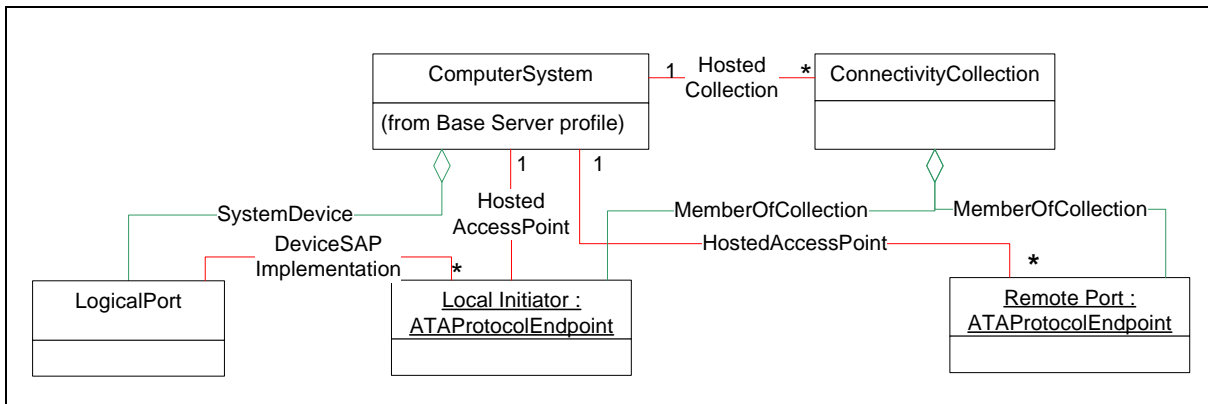 ComputerSystem
(from Base Server profile)
1
Hosted
Collection
*
ConnectivityCollection
1
1
SystemDevice
Hosted
AccessPoint
MemberOfCollection
MemberOfCollection
DeviceSAP
Implementation
*
HostedAccessPoint
*
LogicalPort
Local Initiator :
ATAProtocolEndpoint
Remote Port :
ATAProtocolEndpoint